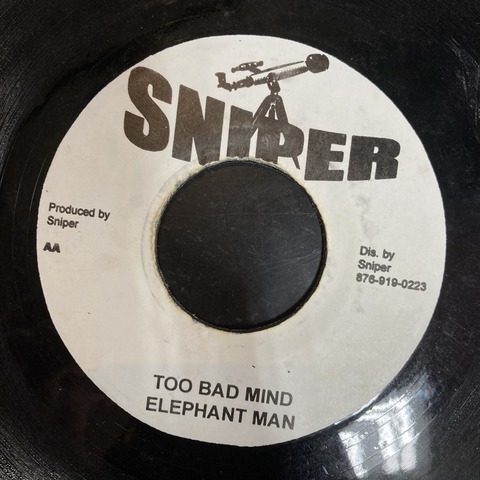 SNIPER
Produced by
Sniper
AA
Dis. by
Sniper
876-919-0223
TOO BAD MIND
ELEPHANT MAN